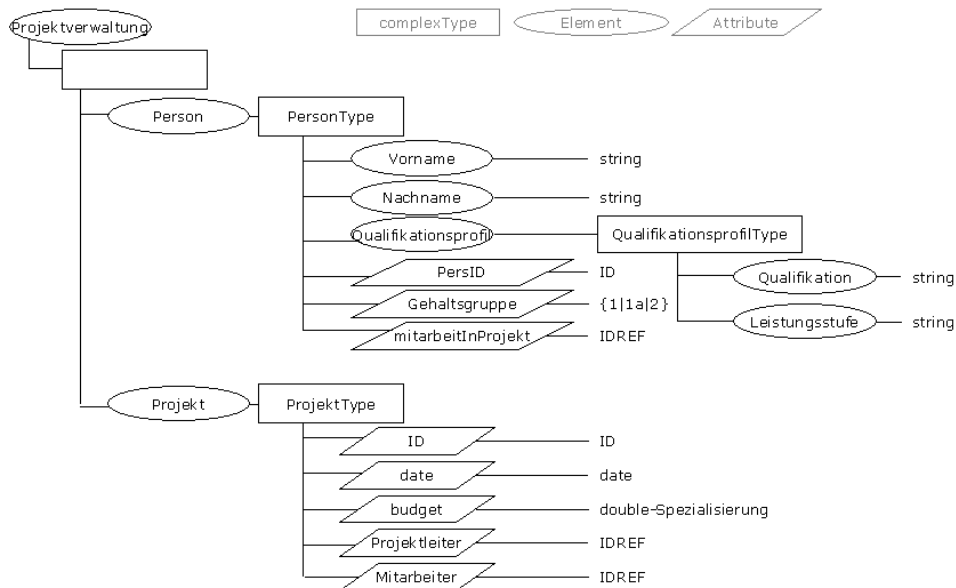 Projektverwaltung
complexType Element Attribute
Person PersonType
Vorname string
Nachname string
Qualifikationsprofil QualifikationsprofilType
PersID ID Qualifikation string
Gehaltsgruppe {1|1a|2}
Leistungsstufe string
mitarbeitInProjekt IDREF
Projekt ProjektType
ID ID
date date
budget double-Spezialisierung
Projektleiter IDREF
Mitarbeiter IDREF